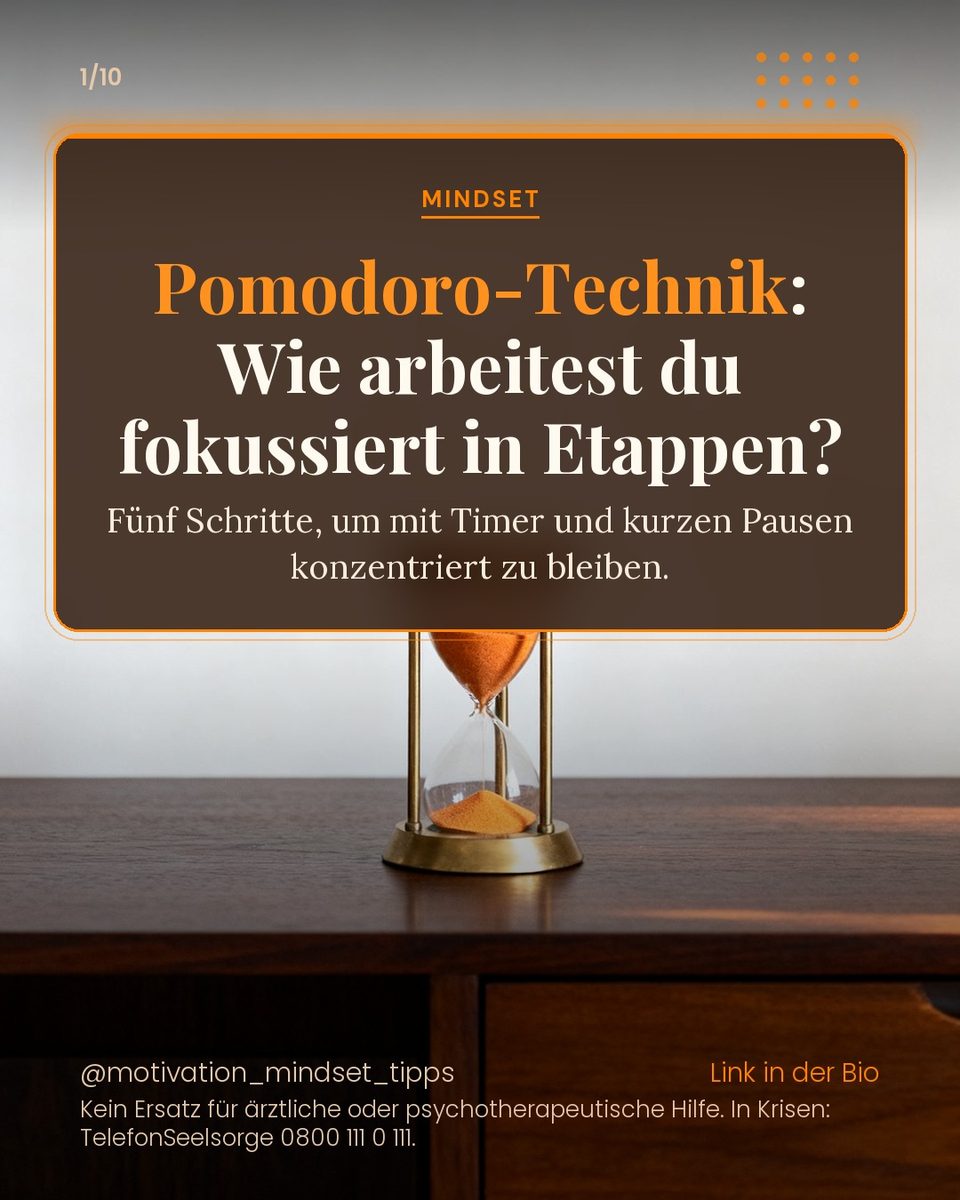 1/10
MINDSET
Pomodoro-Technik:
Wie arbeitest du
fokussiert in Etappen?
Fünf Schritte, um mit Timer und kurzen Pausen
konzentriert zu bleiben.
@motivation_mindset_tipps
Link in der Bio
Kein Ersatz für ärztliche oder psychotherapeutische Hilfe. In Krisen:
TelefonSeelsorge 0800 111 0 111.